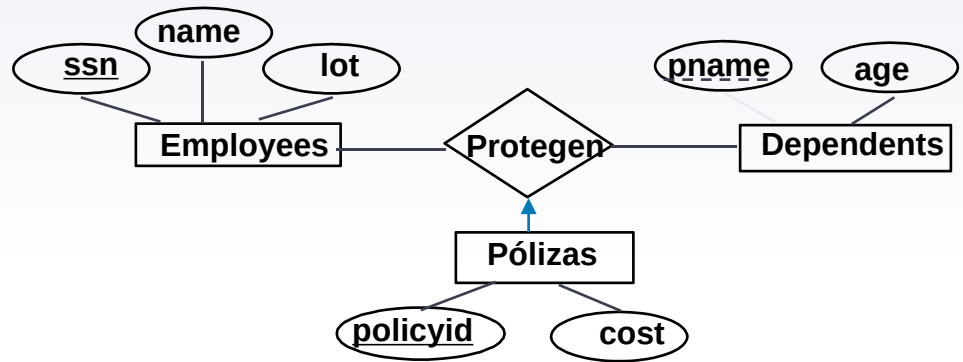 name
ssn
lot
pname
age
Employees
Protegen
Dependents
Pólizas
policyid
cost